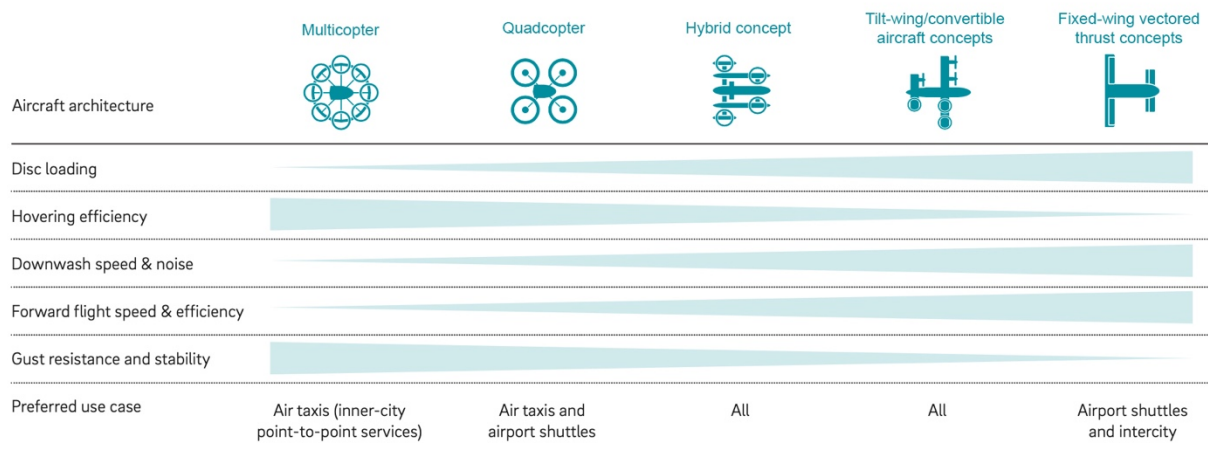 Multicopter
Quadcopter
Hybrid concept
Tilt-wing/convertible
aircraft concepts
Fixed-wing vectored
thrust concepts
Aircraft architecture
Disc loading
Hovering efficiency
Downwash speed & noise
Forward flight speed & efficiency
Gust resistance and stability
Preferred use case
Air taxis (inner-city
point-to-point services)
Air taxis and
airport shuttles
All
All
Airport shuttles
and intercity